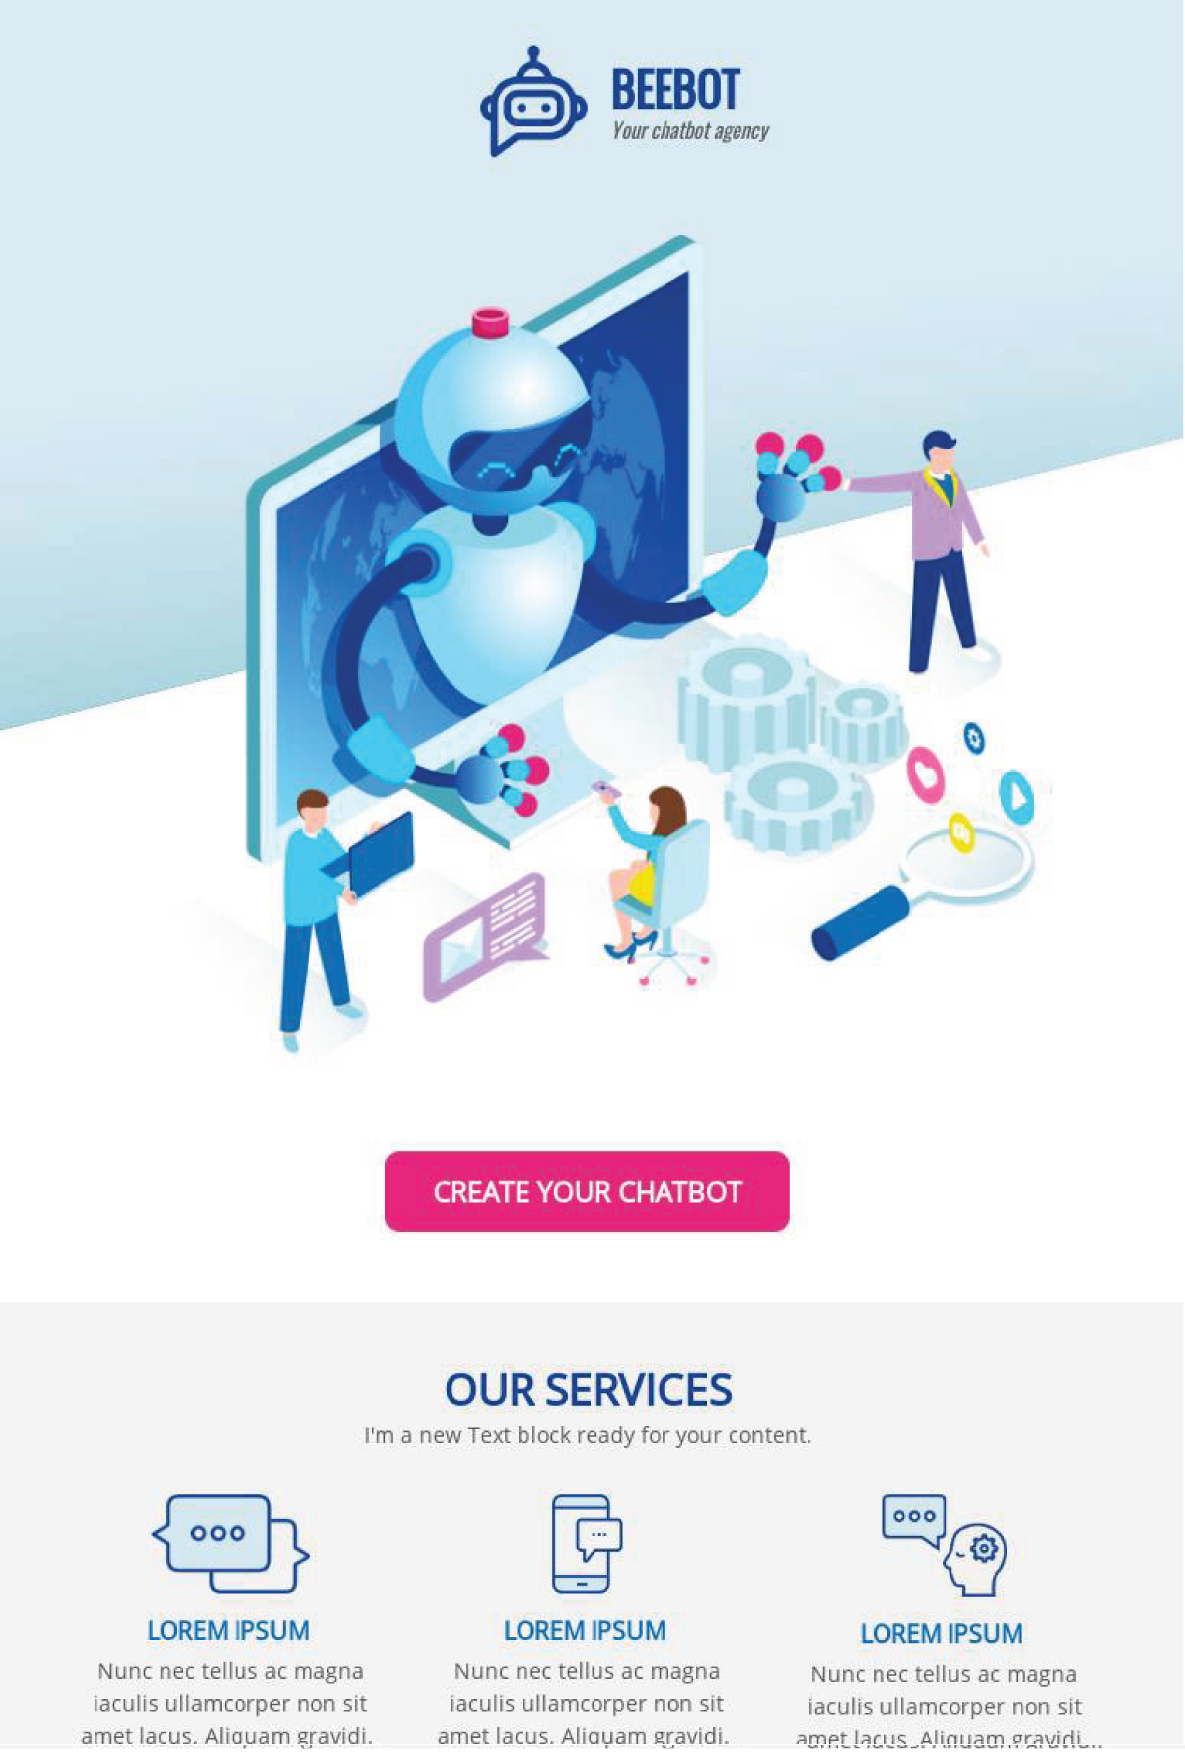 BEEBOT
Your chatbot agency
CREATE YOUR CHATBOT
OUR SERVICES
I'm a new Text block ready for your content.
LOREM IPSUM
Nunc nec tellus ac magna
iaculis ullamcorper non sit
amet lacus. Aliquam gravidi.
LOREM IPSUM
Nunc nec tellus ac magna
iaculis ullamcorper non sit
amet lacus. Aliquam gravidi.
LOREM IPSUM
Nunc nec tellus ac magna
iaculis ullamcorper non sit
amet lacus. Aliquam gravidi...